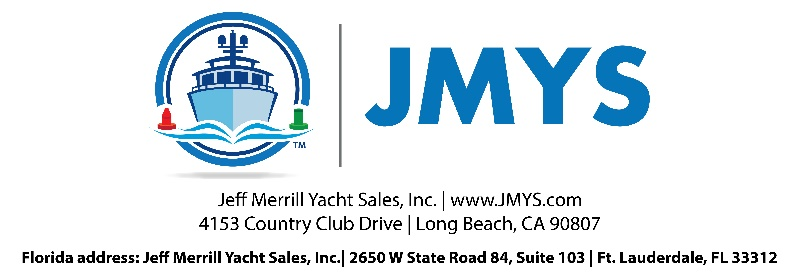 JMYS
TM
Jeff Merrill Yacht Sales, Inc. | www.JMYS.com
4153 Country Club Drive | Long Beach, CA 90807
Florida address: Jeff Merrill Yacht Sales, Inc.| 2650 W State Road 84, Suite 103 | Ft. Lauderdale, FL 33312